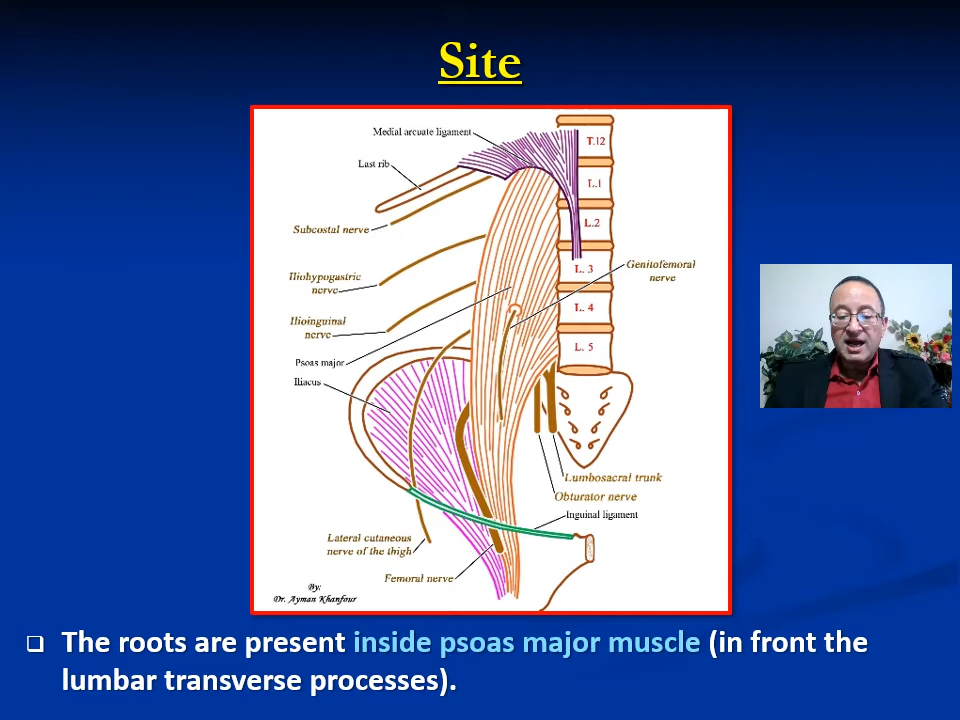 Site
Medial arcuate ligament
T.12
Last rib
L.1
L.2
Subcostal nerve
L. 3
Genitofemoral
nerve
Iliohypogastric
nerve
L. 4
Ilioinguinal
nerve
L. 5
Psoas major
Iliacus
Lumbosacral trunk
Obturator nerve
Inguinal ligament
Lateral cutaneous
nerve of the thigh
Femoral nerve
By:
Dr. Ayman Khanfour
The roots are present inside psoas major muscle (in front the
lumbar transverse processes).